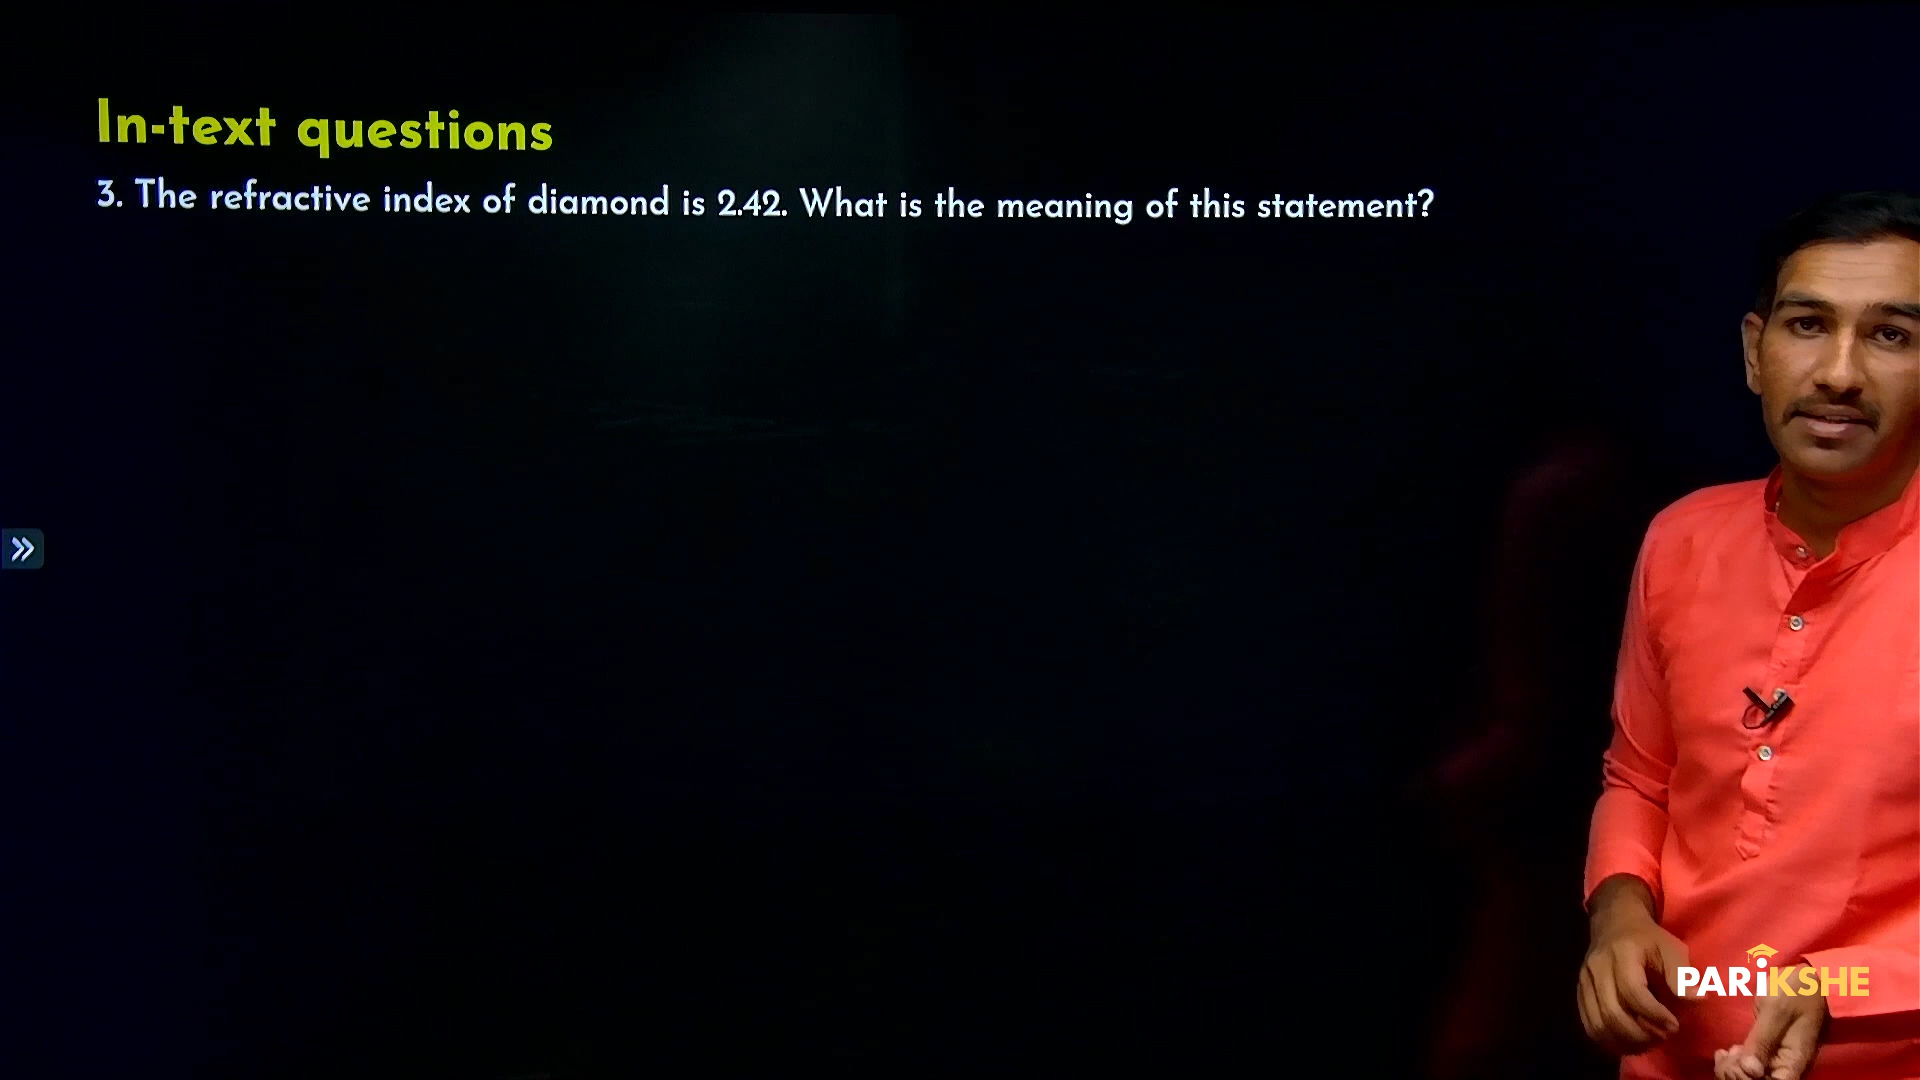 In-text questions
3. The refractive index of diamond is 2.42. What is the meaning of this statement?
PARiKSHE